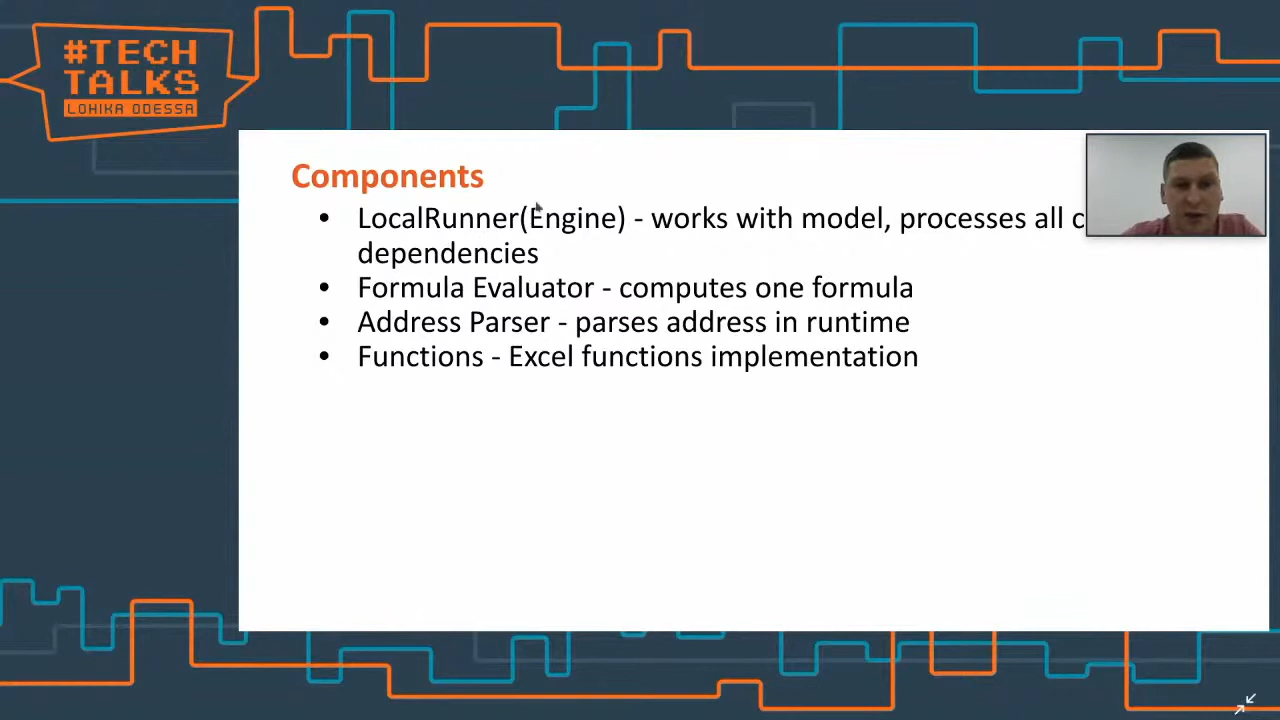 #TECH
TALKS
LOHIKA ODESSA
Components
• LocalRunner(Engine) - works with model, processes all
dependencies
• Formula Evaluator - computes one formula
• Address Parser - parses address in runtime
• Functions - Excel functions implementation